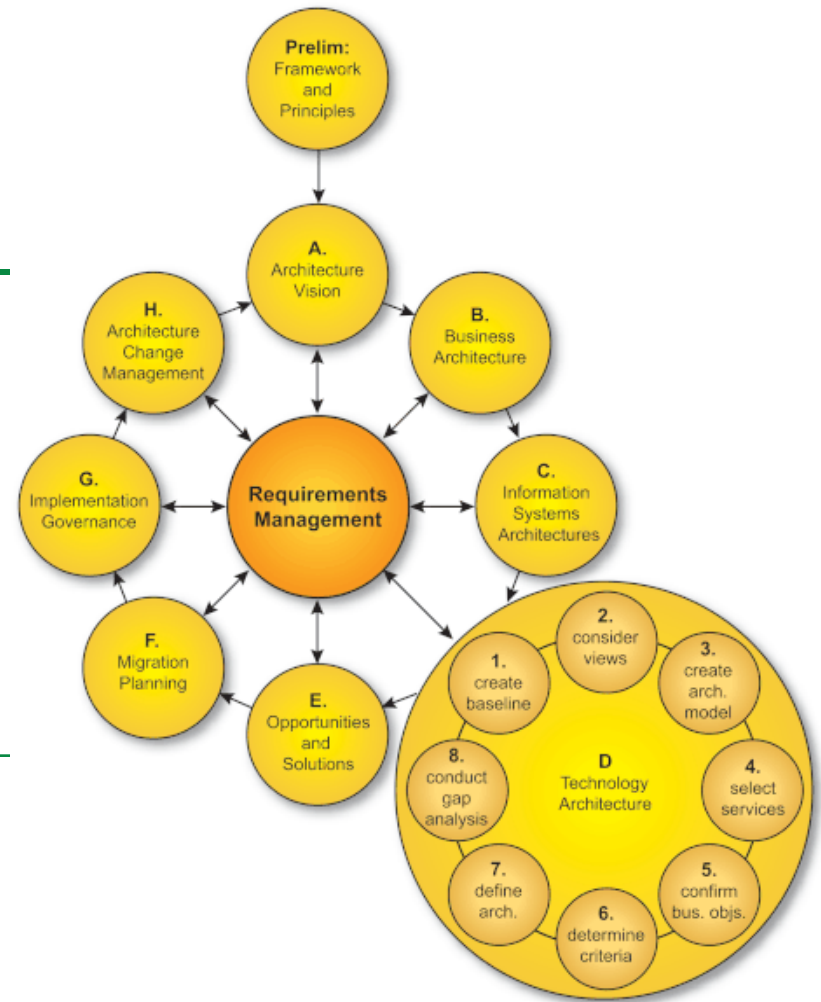 Prelim:
Framework
and
Principles
A.
Architecture
Vision
H.
Architecture
Change
Management
B.
Business
Architecture
G.
Implementation
Governance
Requirements
Management
C.
Information
Systems
Architectures
F.
Migration
Planning
E.
Opportunities
and
Solutions
D
Technology
Architecture
1.
create
baseline
2.
consider
views
3.
create
arch.
model
4.
select
services
5.
confirm
bus. objs.
6.
determine
criteria
7.
define
arch.
8.
conduct
gap
analysis